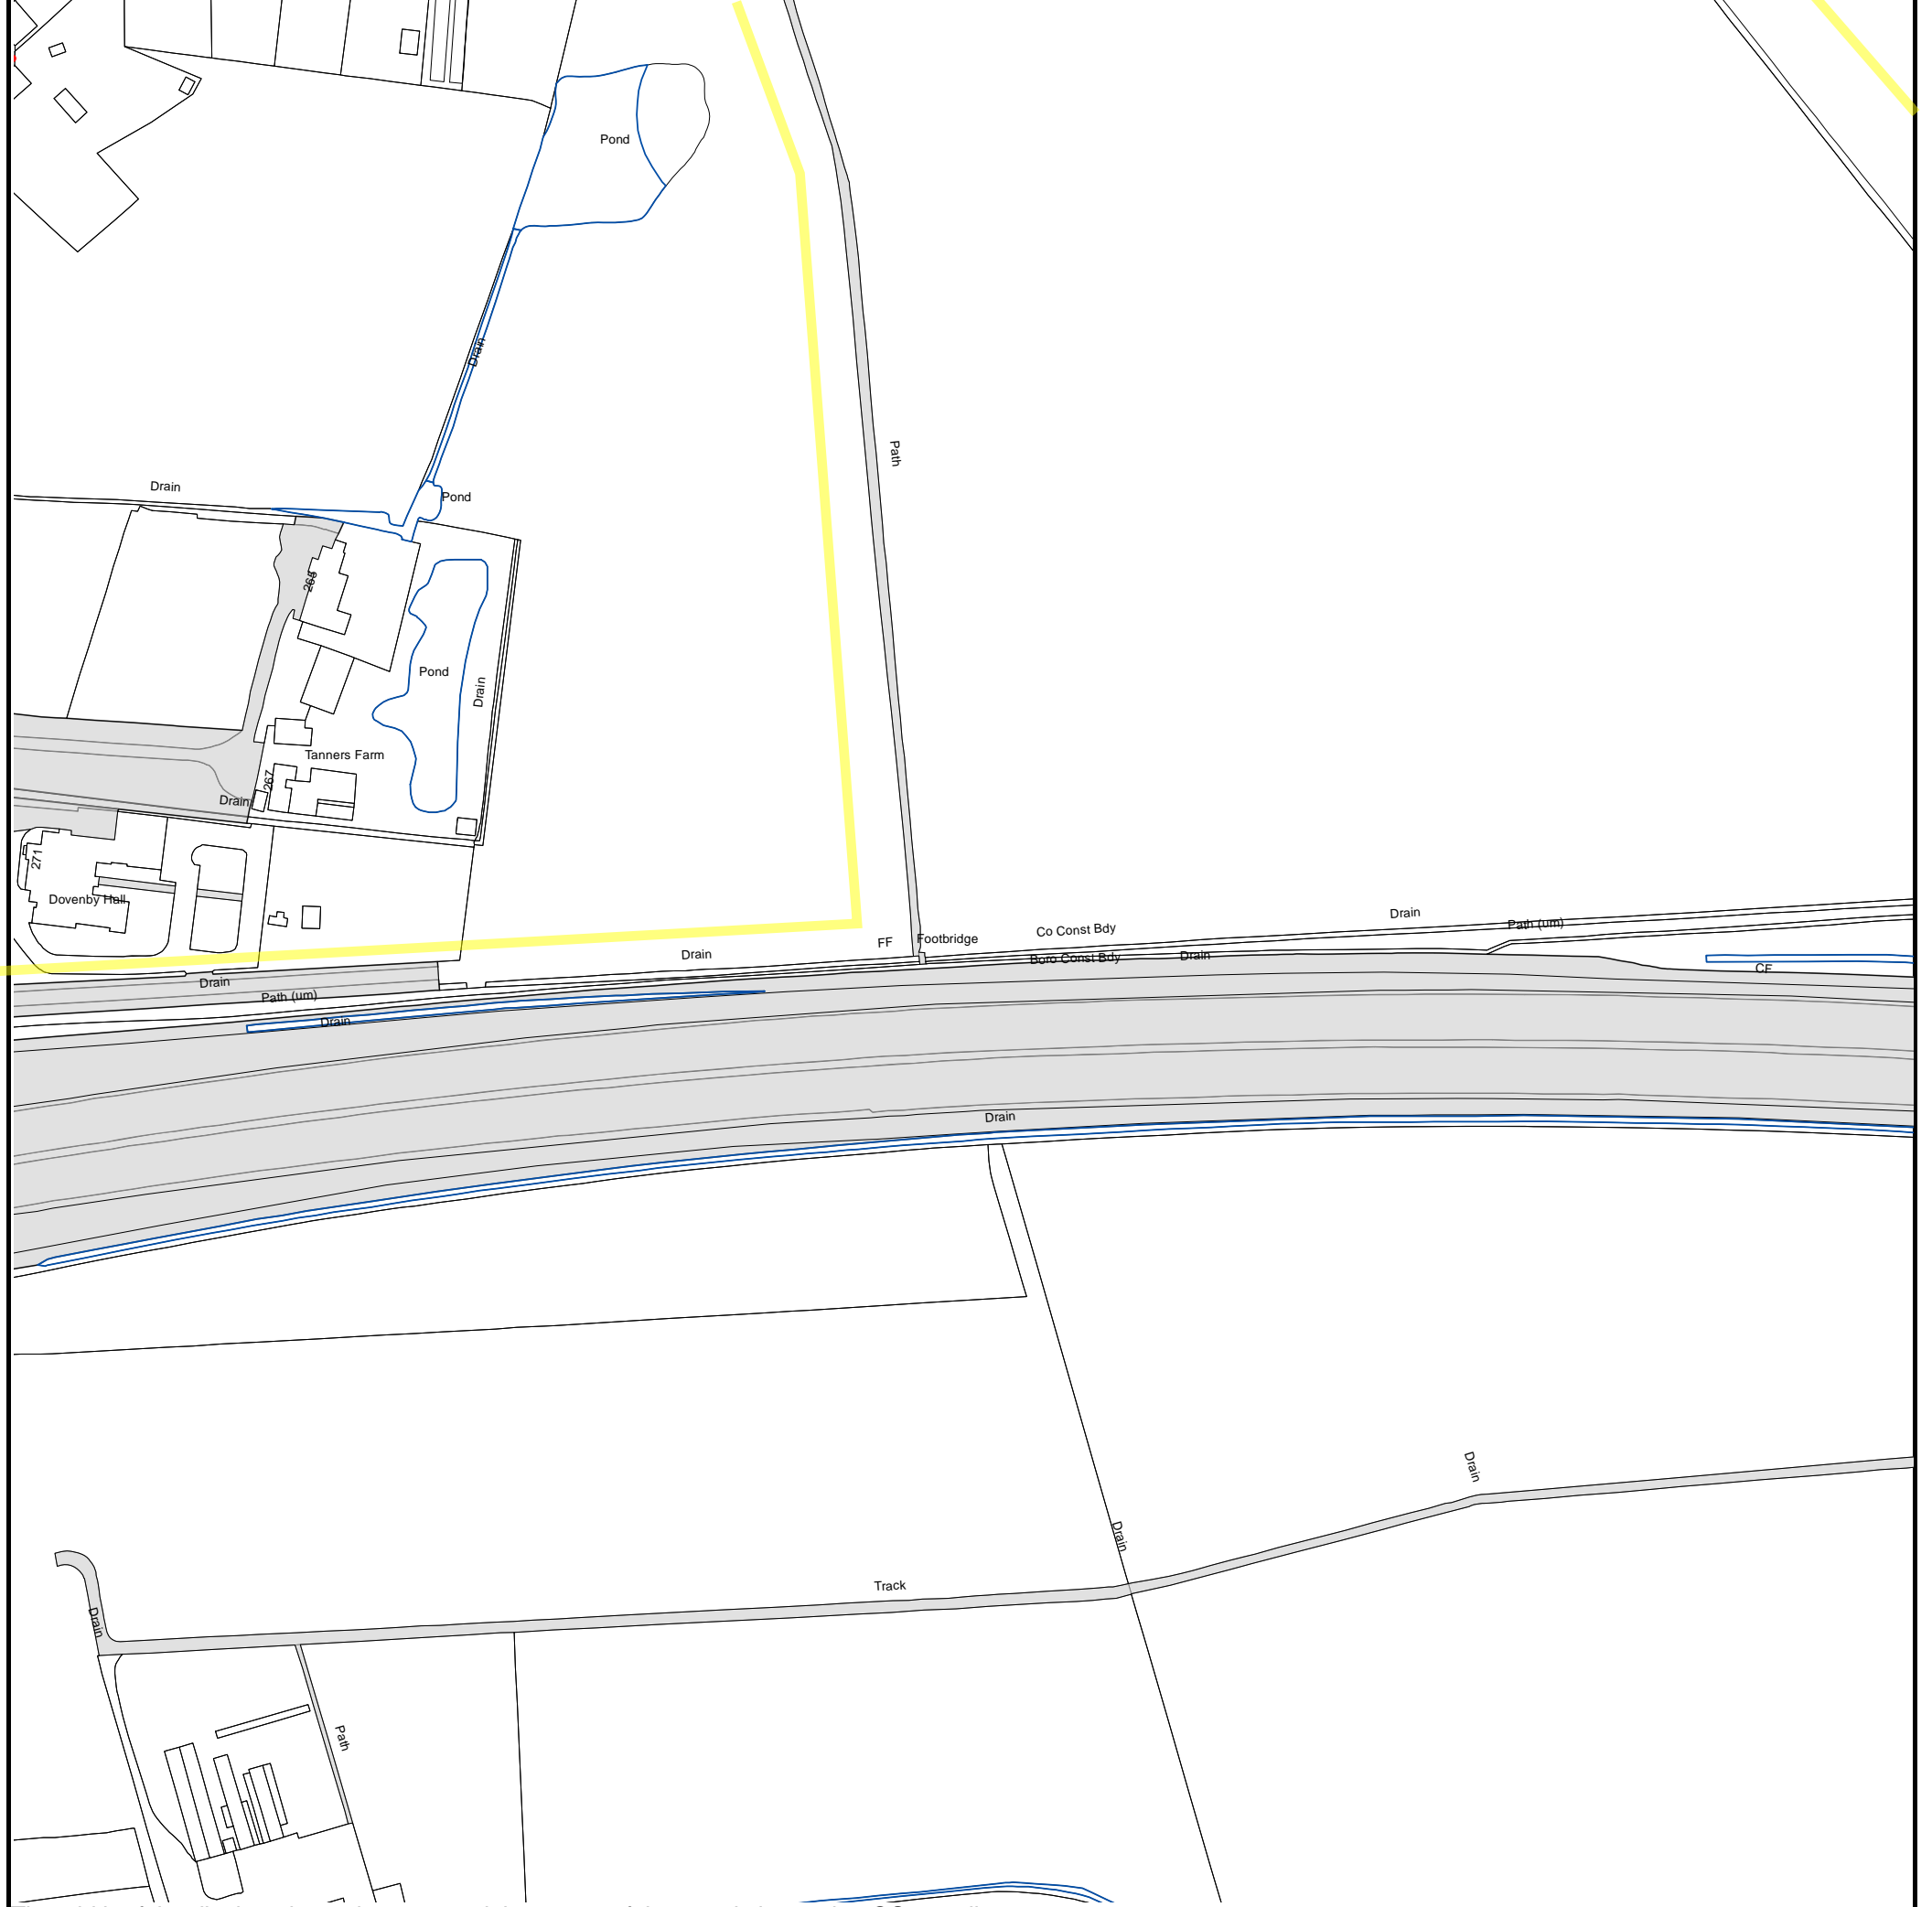 Pond
Drain
Path
Drain
Pond
Pond
Drain
Tanners Farm
267
Drain
271
Dovenby Hall
Drain
Co Const Bdy
Path (um)
FF
Footbridge
Drain
Boro Const Bdy
Drain
CF
Drain
Path (um)
Drain
Drain
Drain
Drain
Track
Drain
Path